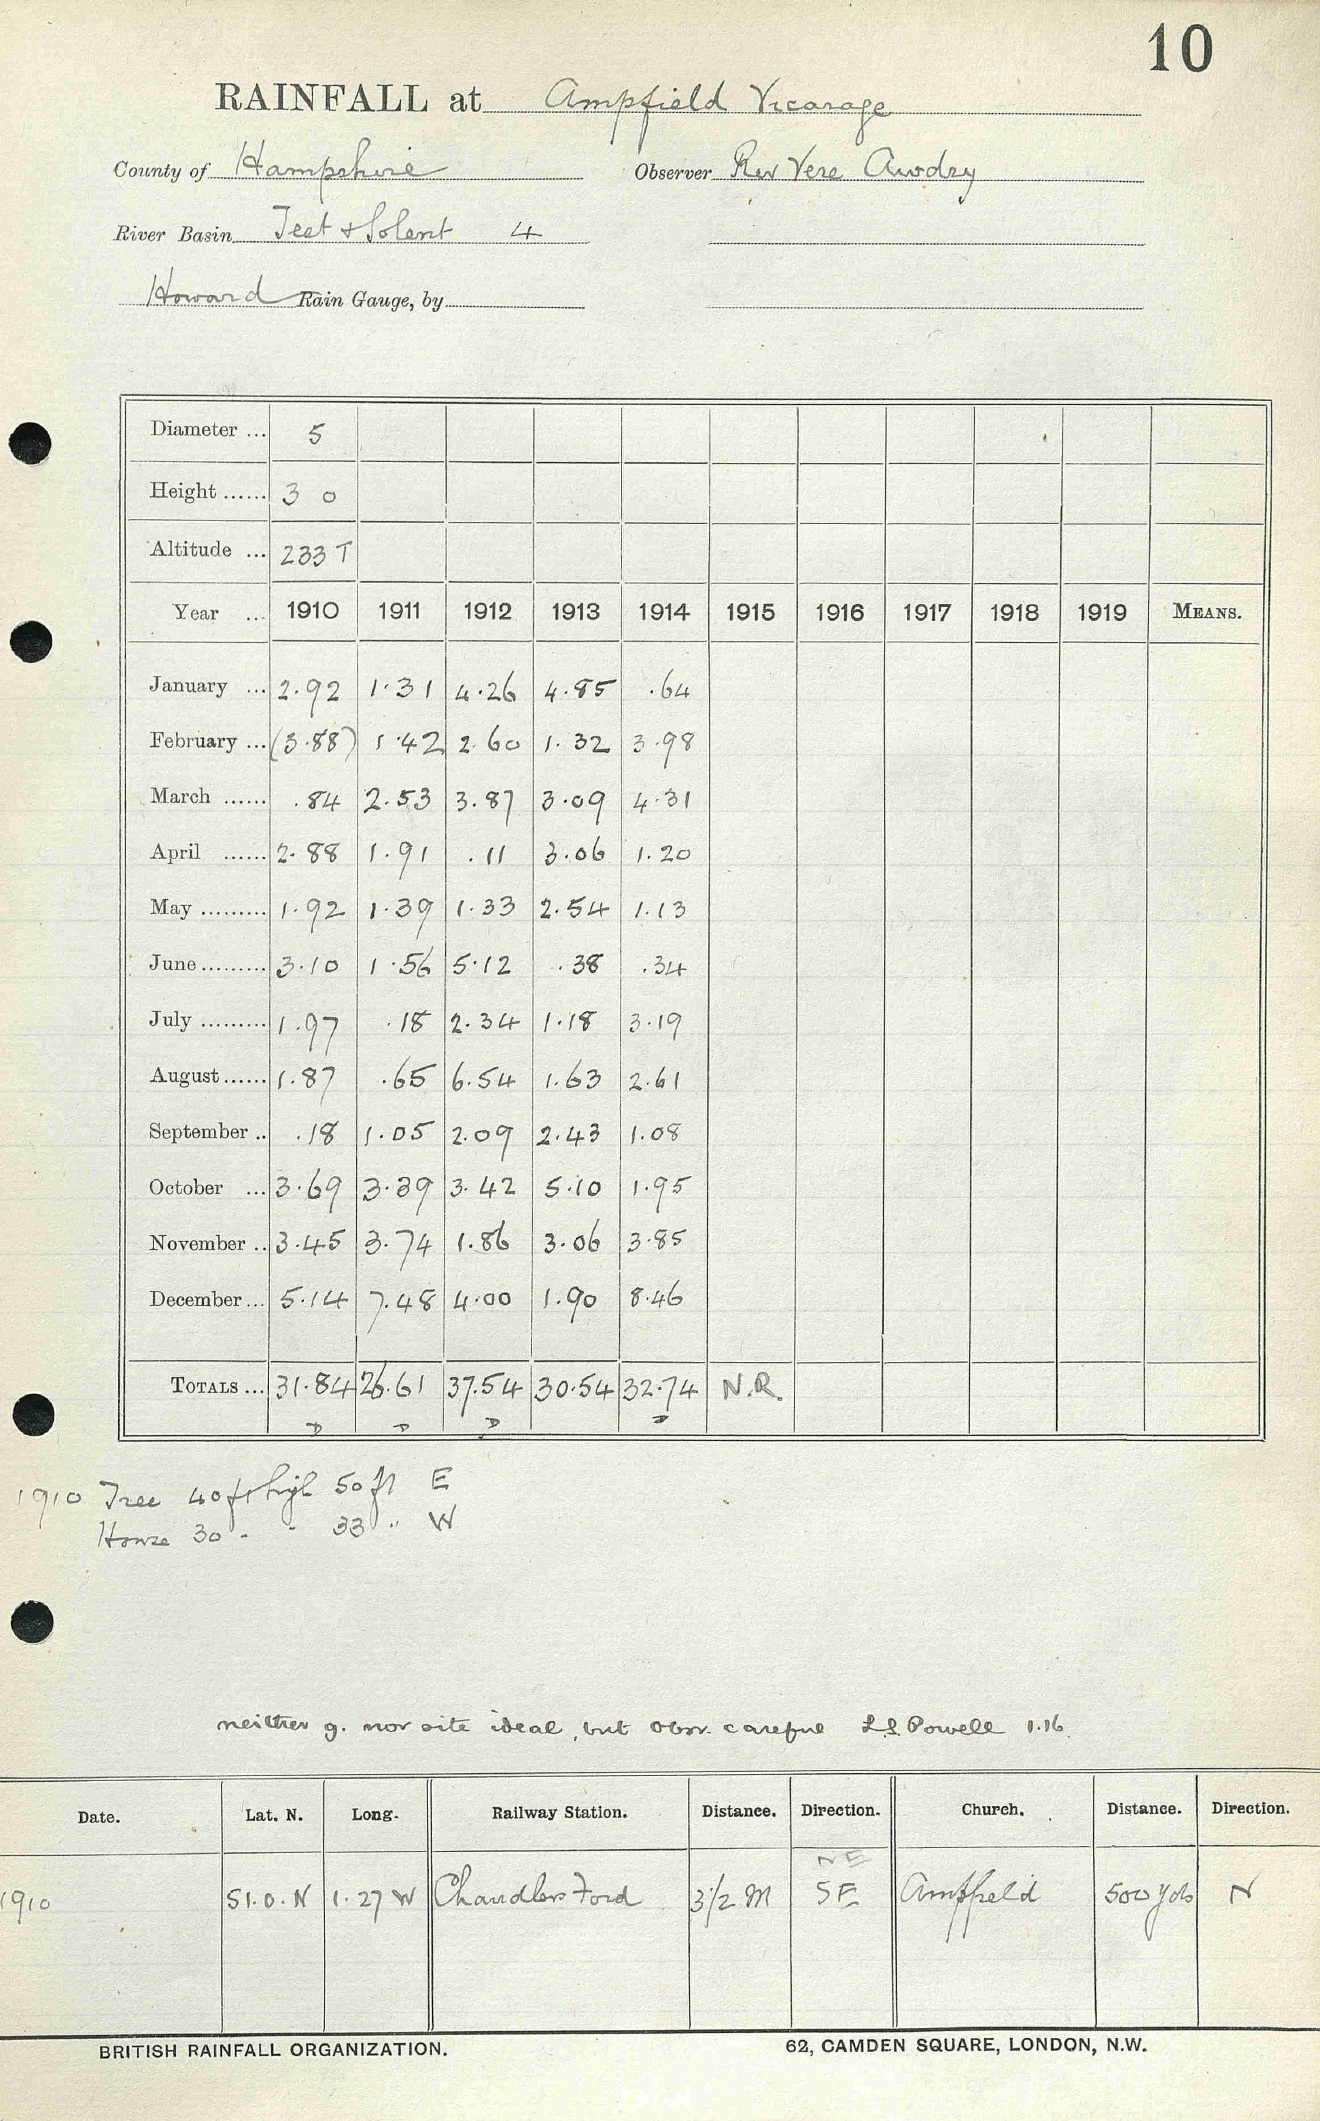 10
RAINFALL at Ampfield Vicarage
County of Hampshire Observer Rev Vere Awdry
River Basin Test + Solent 4
Howard Rain Gauge, by
Diameter ... 5
Height ...... 3 0
Altitude ... 233 T
Year ... 1910 1911 1912 1913 1914 1915 1916 1917 1918 1919 MEANS.
January ... 2.92 1.31 4.26 4.85 .64
February ... (3.88) 1.42 2.60 1.32 3.98
March ...... .84 2.53 3.87 3.09 4.31
April ...... 2.88 1.91 .11 3.06 1.20
May ......... 1.92 1.39 1.33 2.54 1.13
June ......... 3.10 1.56 5.12 .38 .34
July ......... 1.97 .18 2.34 1.18 3.19
August ...... 1.87 .65 6.54 1.63 2.61
September .. .18 1.05 2.09 2.43 1.08
October ... 3.69 3.39 3.42 5.10 1.95
November .. 3.45 3.74 1.86 3.06 3.85
December ... 5.14 7.48 4.00 1.90 8.46
TOTALS ... 31.84 26.61 37.54 30.54 32.74 N.R.
1910 Tree 40 ft high 50 ft E
House 30 " " 33 " W
neither g. nor site ideal, but obsr. careful L.S. Powell 1.16
Date. Lat. N. Long. Railway Station. Distance. Direction. Church. Distance. Direction.
NE
1910 51.0.N 1.27 W Chandlers Ford 3 1/2 M SE Ampfield 500 yds N
BRITISH RAINFALL ORGANIZATION. 62, CAMDEN SQUARE, LONDON, N.W.